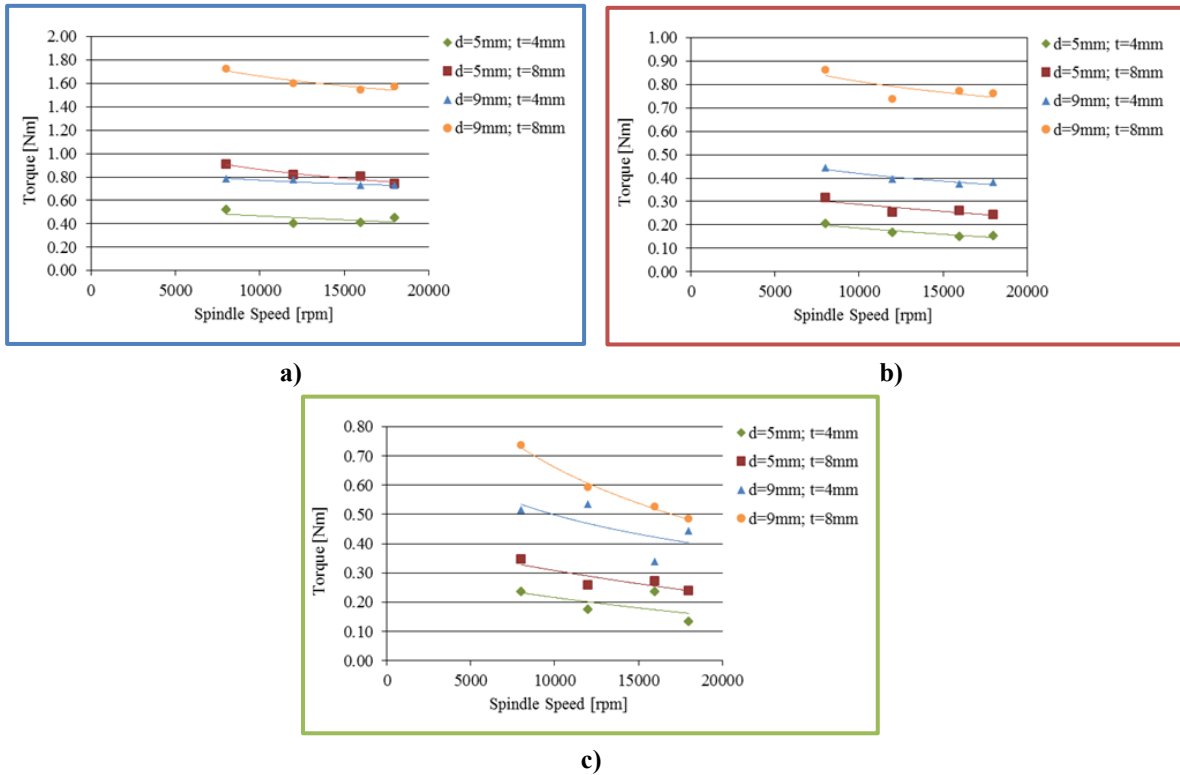 2.00
1.80
1.60
1.40
1.20
1.00
0.80
0.60
0.40
0.20
0.00
Torque [Nm]
0 5000 10000 15000 20000
Spindle Speed [rpm]
d=5mm; t=4mm
d=5mm; t=8mm
d=9mm; t=4mm
d=9mm; t=8mm
a)
1.00
0.90
0.80
0.70
0.60
0.50
0.40
0.30
0.20
0.10
0.00
Torque [Nm]
0 5000 10000 15000 20000
Spindle Speed [rpm]
d=5mm; t=4mm
d=5mm; t=8mm
d=9mm; t=4mm
d=9mm; t=8mm
b)
0.80
0.70
0.60
0.50
0.40
0.30
0.20
0.10
0.00
Torque [Nm]
0 5000 10000 15000 20000
Spindle Speed [rpm]
d=5mm; t=4mm
d=5mm; t=8mm
d=9mm; t=4mm
d=9mm; t=8mm
c)